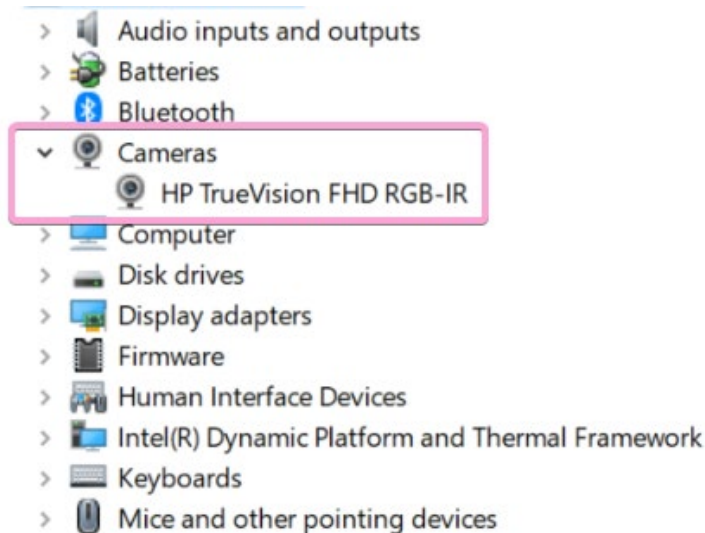 Audio inputs and outputs
Batteries
Bluetooth
Cameras
HP TrueVision FHD RGB-IR
Computer
Disk drives
Display adapters
Firmware
Human Interface Devices
Intel(R) Dynamic Platform and Thermal Framework
Keyboards
Mice and other pointing devices